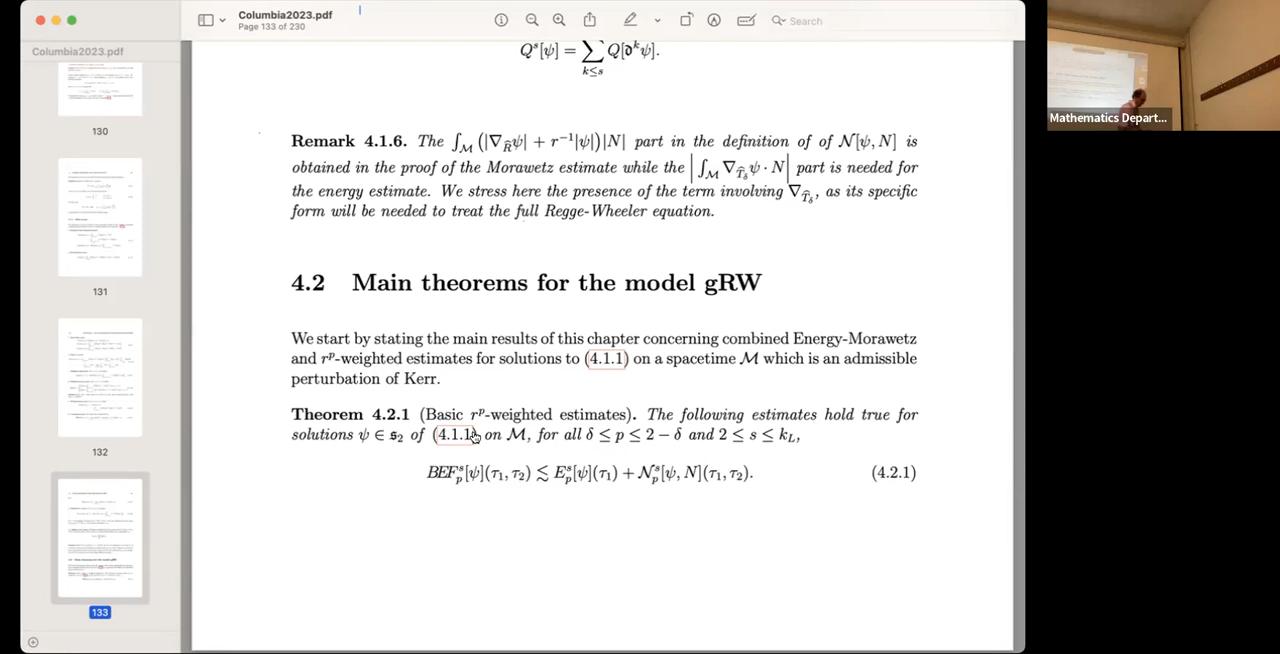 Columbia2023.pdf
Page 133 of 230
Search
Columbia2023.pdf
130
131
132
133
Q^s[ψ] = ∑_{k≤s} Q[𝔡^k ψ].
Remark 4.1.6. The ∫_ℳ (|∇_R̂ ψ| + r^{-1}|ψ|)|N| part in the definition of of 𝒩[ψ, N] is
obtained in the proof of the Morawetz estimate while the |∫_ℳ ∇_{T̂_δ} ψ · N| part is needed for
the energy estimate. We stress here the presence of the term involving ∇_{T̂_δ}, as its specific
form will be needed to treat the full Regge-Wheeler equation.
4.2 Main theorems for the model gRW
We start by stating the main results of this chapter concerning combined Energy-Morawetz
and r^p-weighted estimates for solutions to (4.1.1) on a spacetime ℳ which is an admissible
perturbation of Kerr.
Theorem 4.2.1 (Basic r^p-weighted estimates). The following estimates hold true for
solutions ψ ∈ 𝔰_2 of (4.1.1) on ℳ, for all δ ≤ p ≤ 2 − δ and 2 ≤ s ≤ k_L,
BEF^s_p[ψ](τ_1, τ_2) ≲ E^s_p[ψ](τ_1) + 𝒩^s_p[ψ, N](τ_1, τ_2). (4.2.1)
Mathematics Depart...